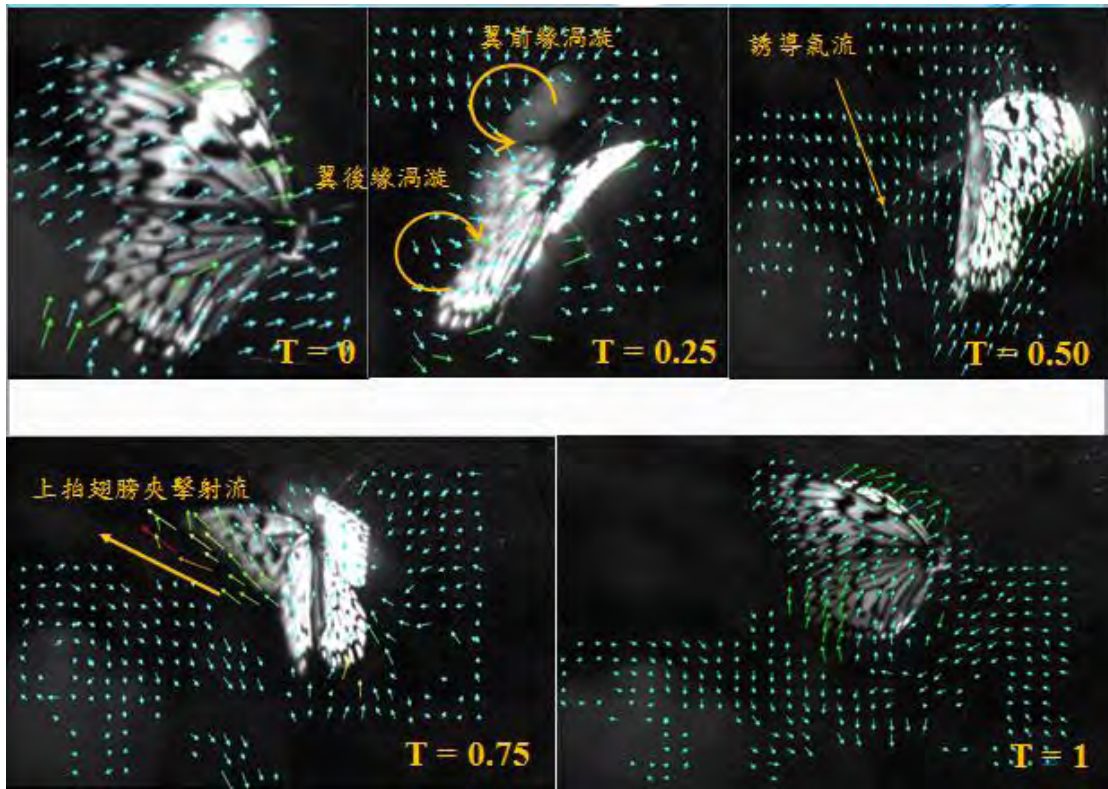 翼前緣渦漩
誘導氣流
翼後緣渦漩
T = 0
T = 0.25
T = 0.50
上拍翅膀夾擊射流
T = 0.75
T = 1